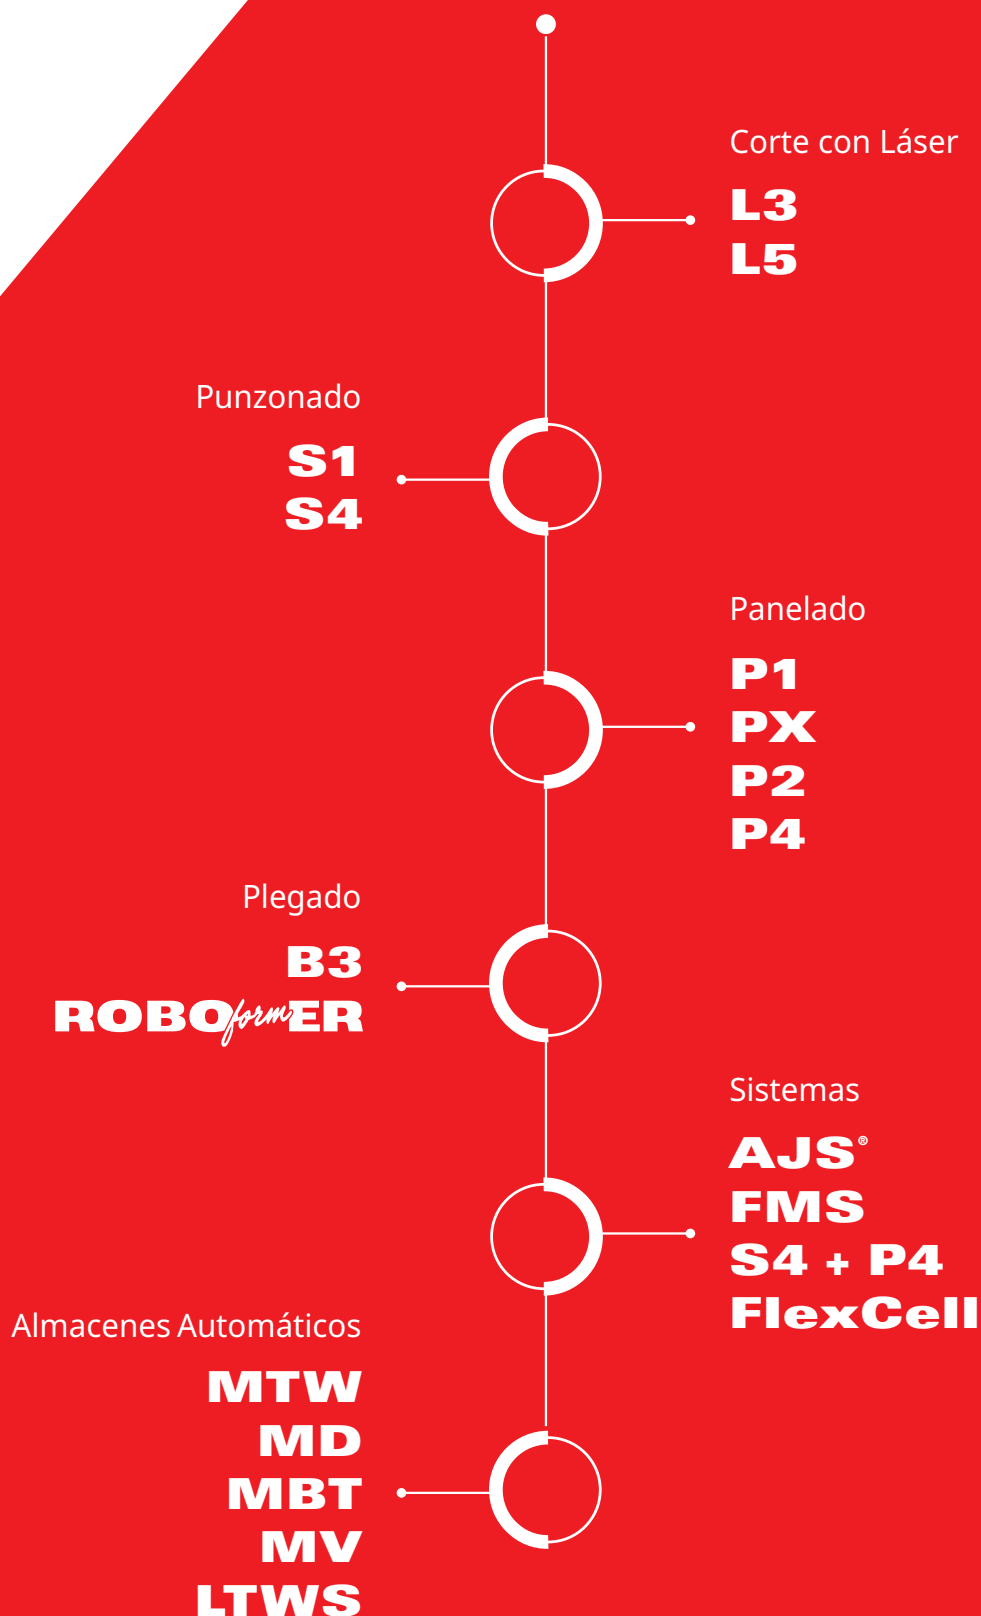 Corte con Láser
L3
L5
Punzonado
S1
S4
Panelado
P1
PX
P2
P4
Plegado
B3
ROBOformER
Sistemas
AJS®
FMS
S4 + P4
FlexCell
Almacenes Automáticos
MTW
MD
MBT
MV
LTWS